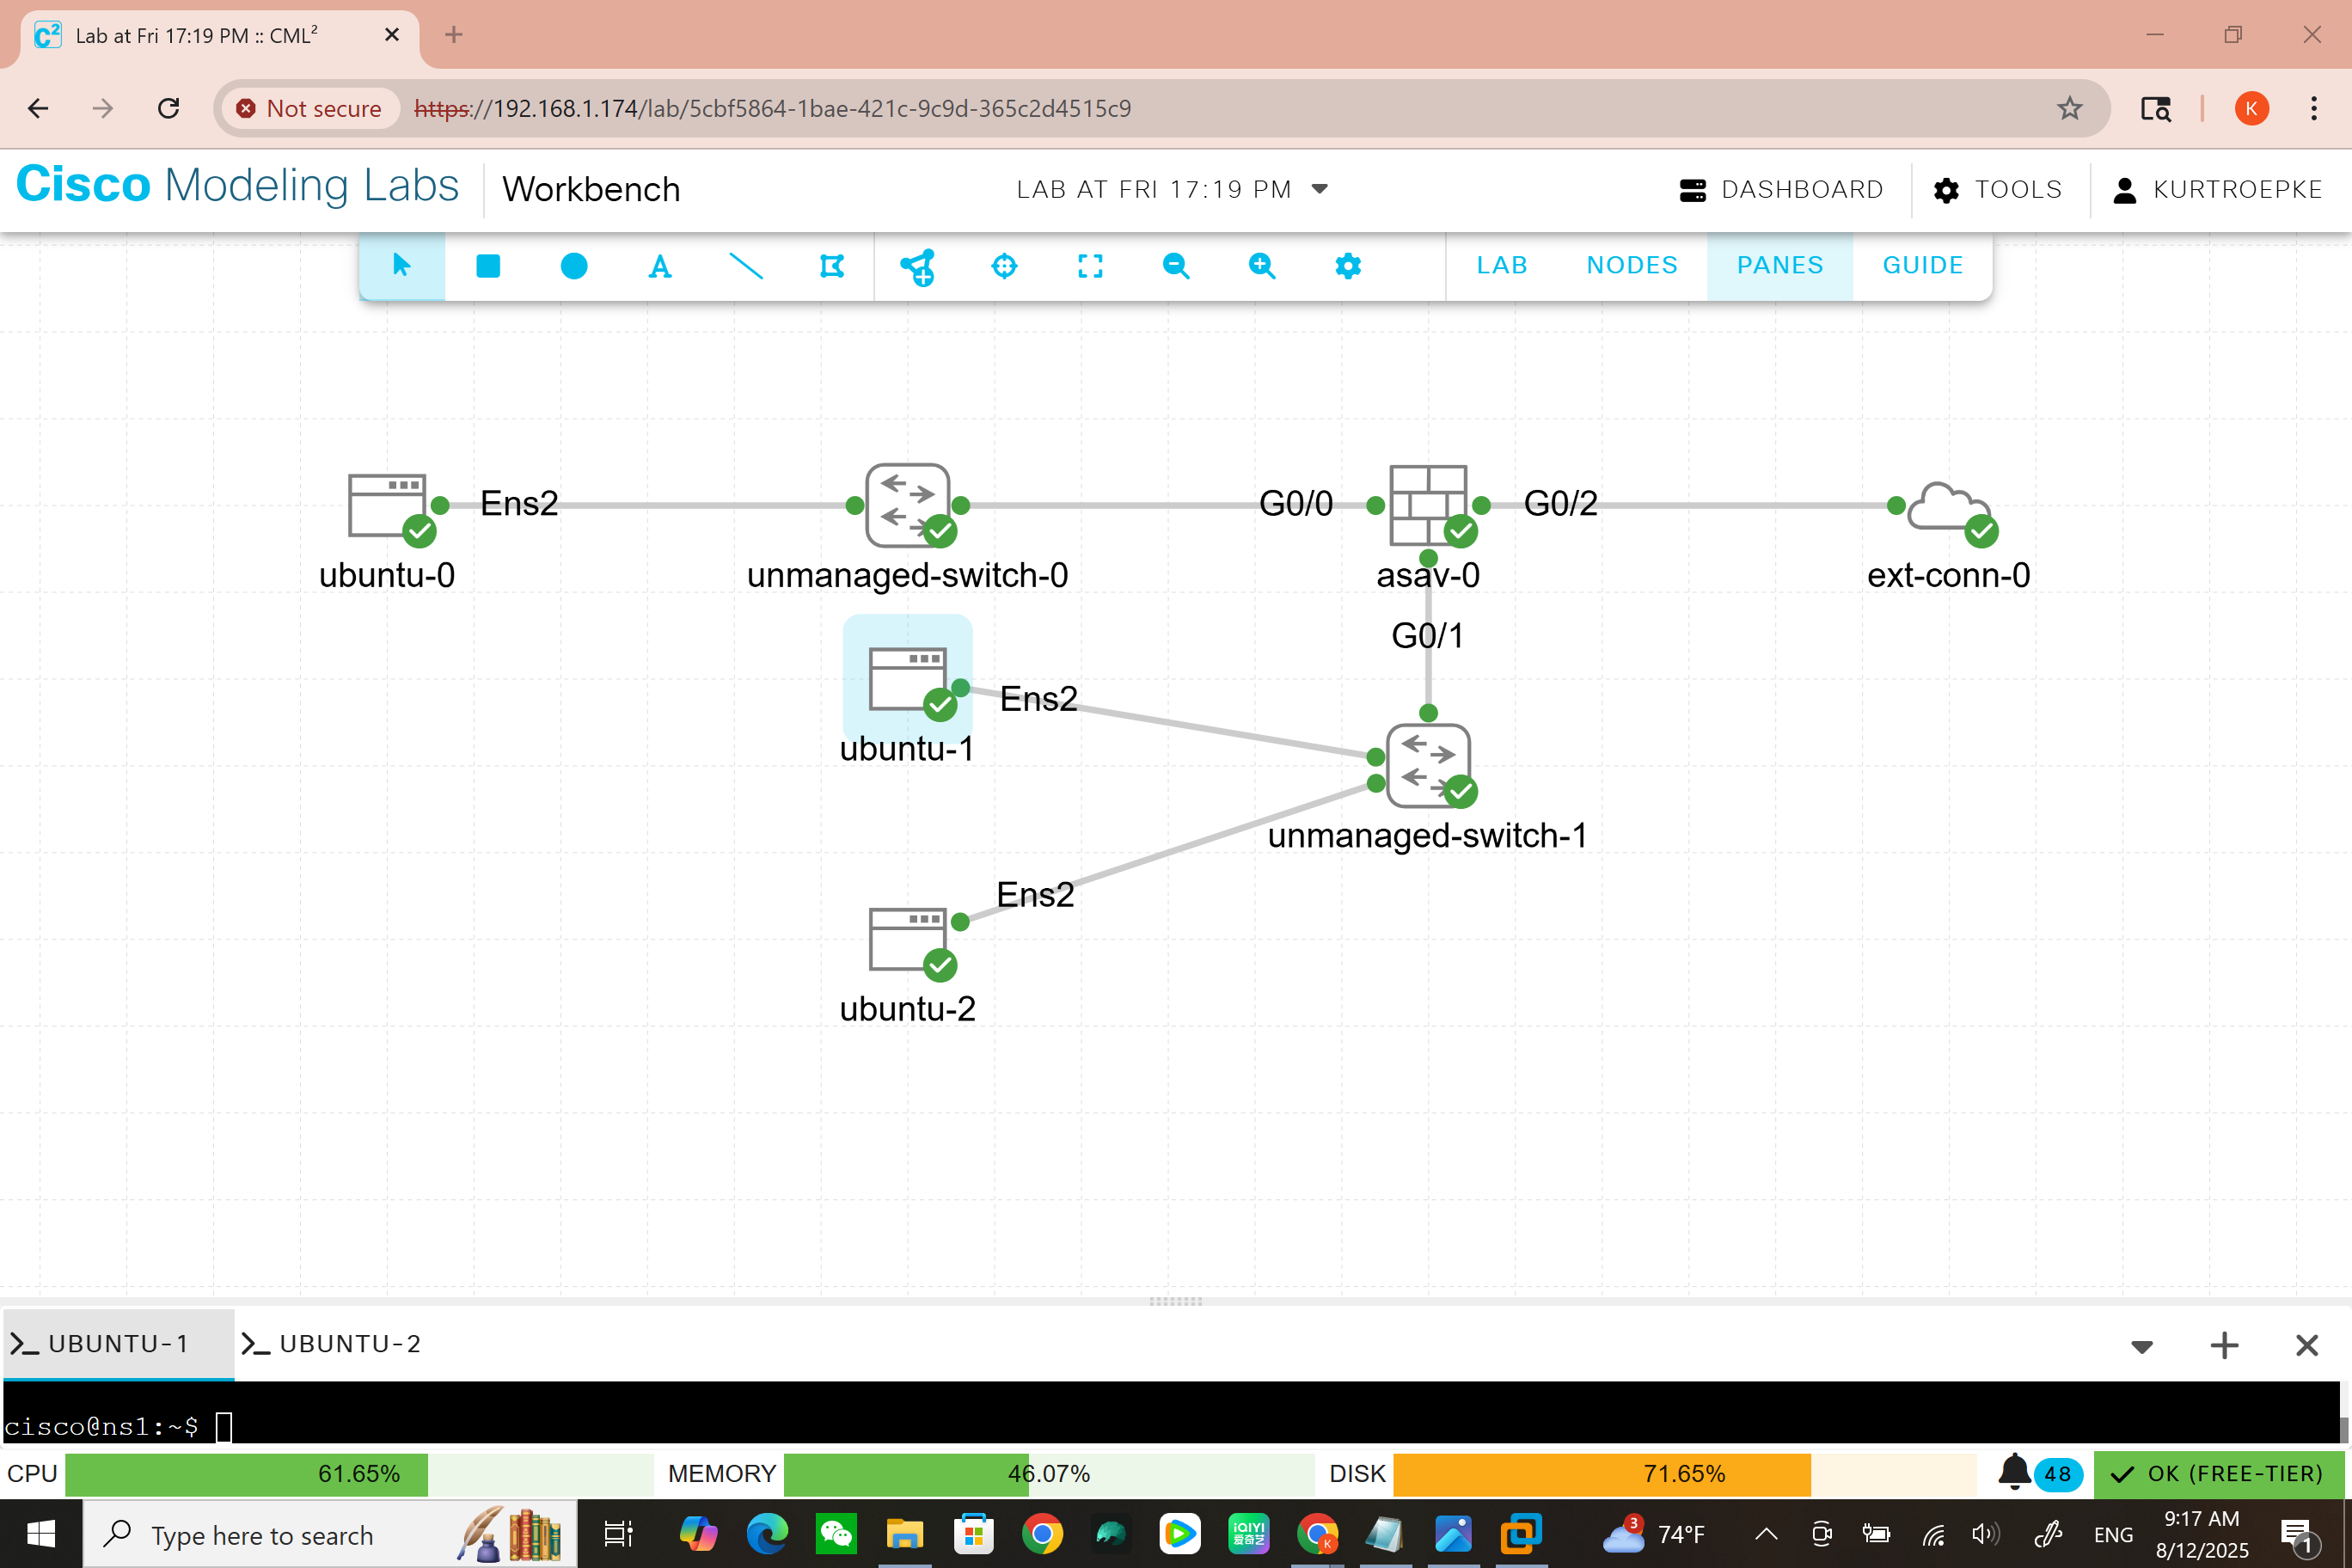 Lab at Fri 17:19 PM :: CML²
Not secure https://192.168.1.174/lab/5cbf5864-1bae-421c-9c9d-365c2d4515c9
K
Cisco Modeling Labs Workbench LAB AT FRI 17:19 PM DASHBOARD TOOLS KURTROEPKE
A LAB NODES PANES GUIDE
Ens2 G0/0 G0/2
ubuntu-0 unmanaged-switch-0 asav-0 ext-conn-0
G0/1
Ens2
ubuntu-1
unmanaged-switch-1
Ens2
ubuntu-2
UBUNTU-1 UBUNTU-2
cisco@ns1:~$
CPU 61.65% MEMORY 46.07% DISK 71.65% 48 OK (FREE-TIER)
Type here to search iQIYI 爱奇艺 K 3 74°F ENG 9:17 AM
8/12/2025 1